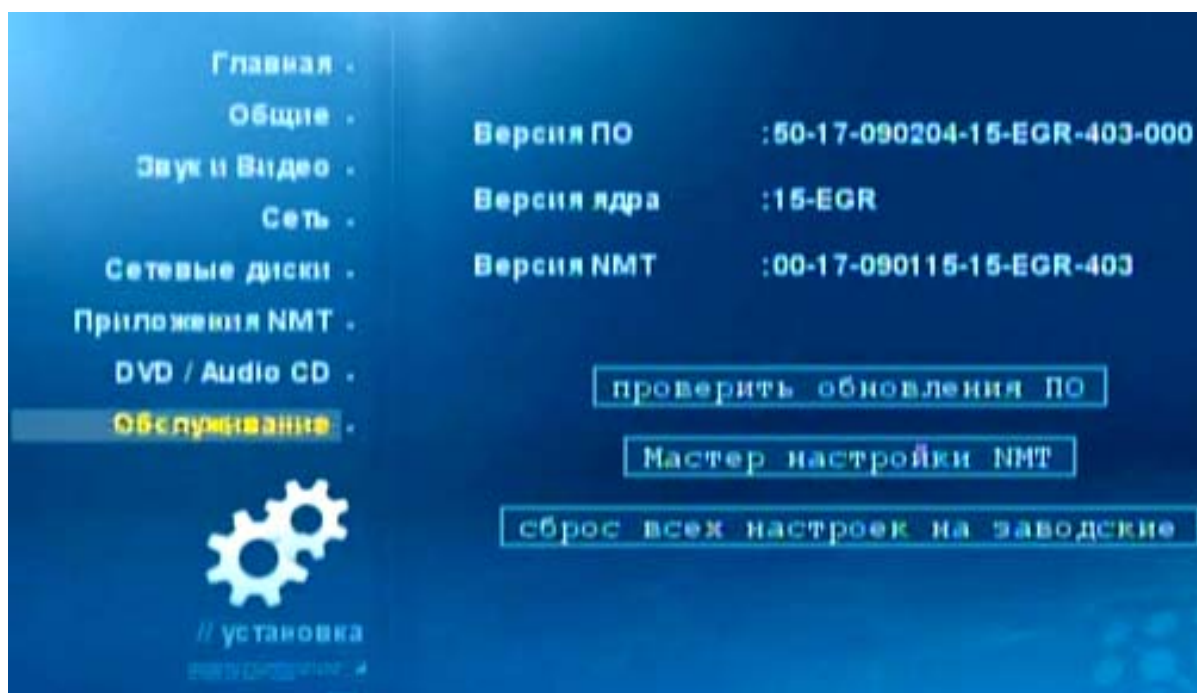 Главная
Общие
Звук и Видео
Сеть
Сетевые диски
Приложения NMT
DVD / Audio CD
Обслуживание
// установка
Версия ПО :50-17-090204-15-EGR-403-000
Версия ядра :15-EGR
Версия NMT :00-17-090115-15-EGR-403
проверить обновления ПО
Мастер настройки NMT
сброс всех настроек на заводские